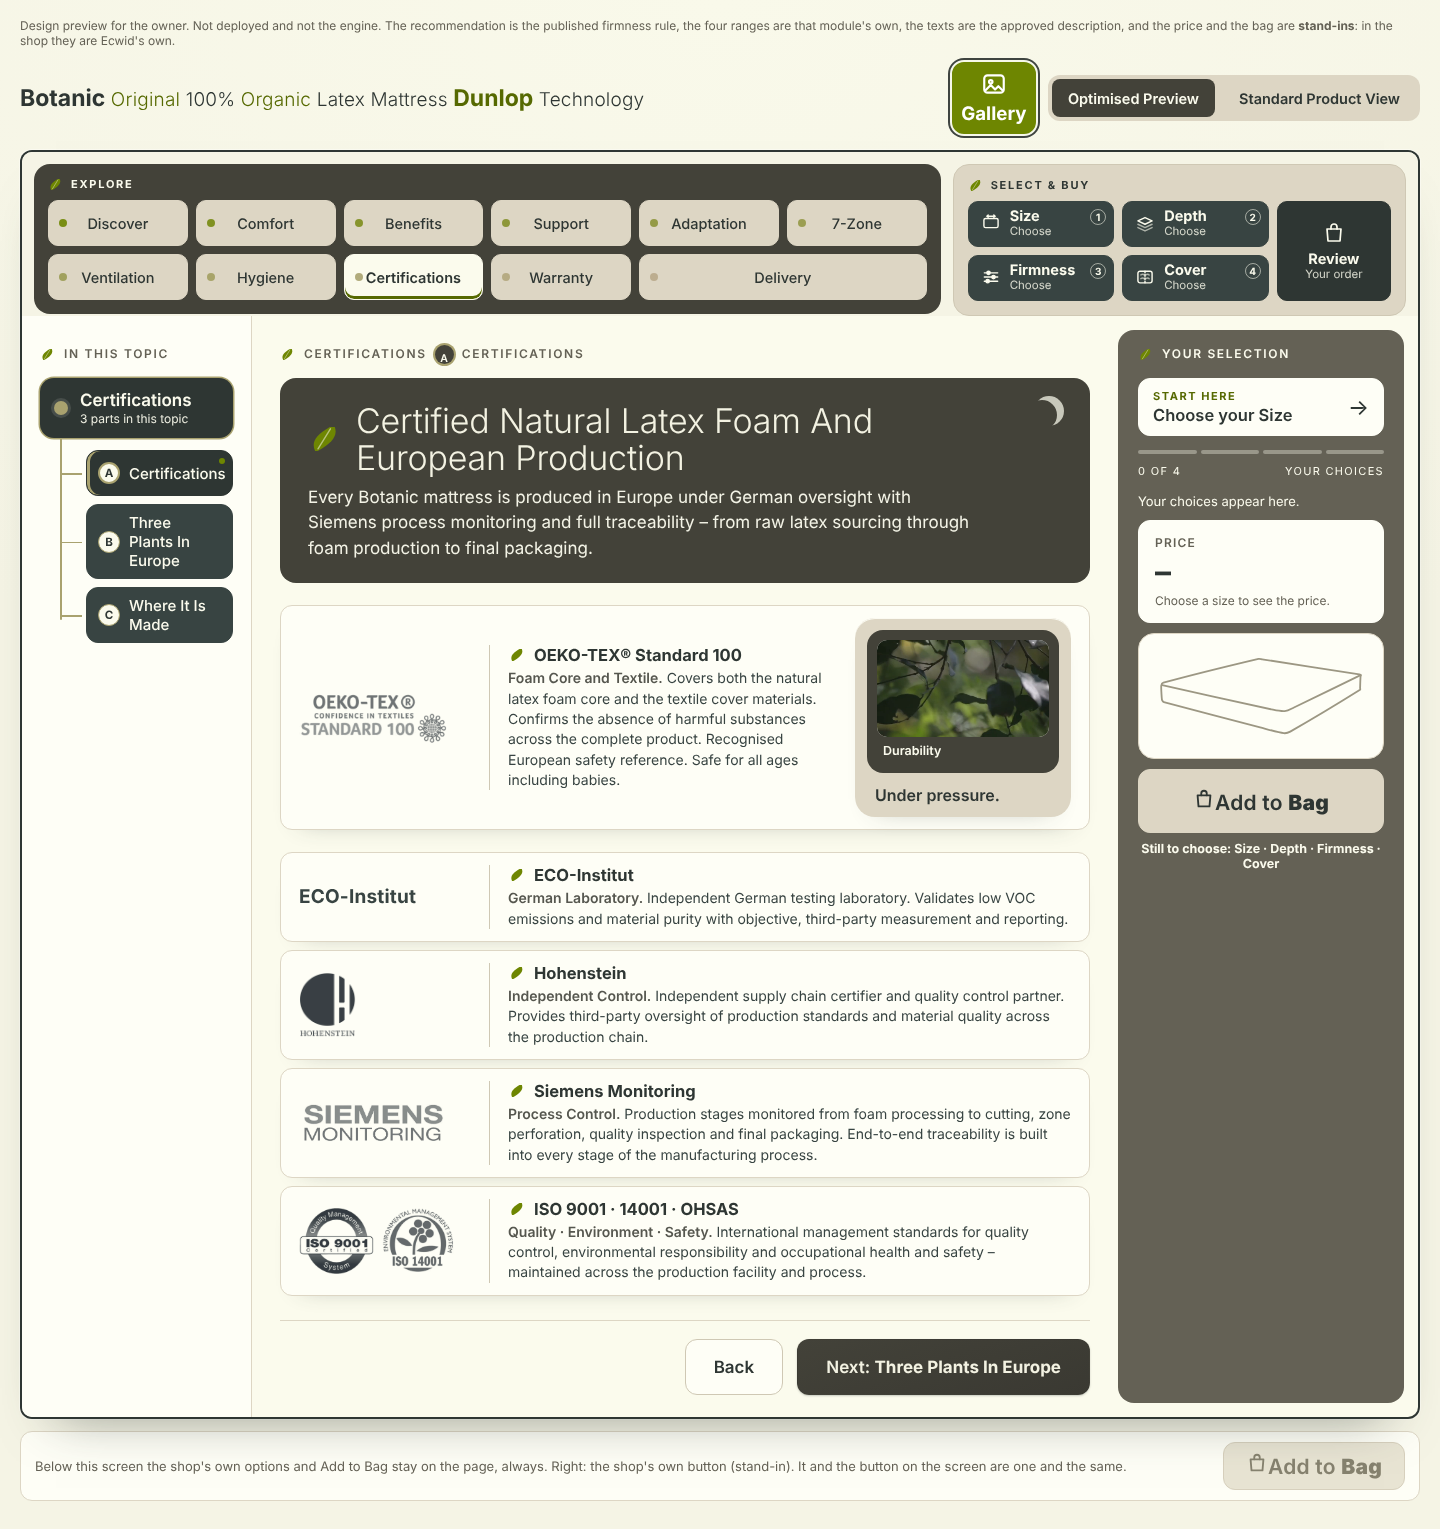 Design preview for the owner. Not deployed and not the engine. The recommendation is the published firmness rule, the four ranges are that module's own, the texts are the approved description, and the price and the bag are stand-ins: in the
shop they are Ecwid's own.
Botanic Original 100% Organic Latex Mattress Dunlop Technology
Gallery
Optimised Preview
Standard Product View
EXPLORE
Discover
Comfort
Benefits
Support
Adaptation
7-Zone
Ventilation
Hygiene
Certifications
Warranty
Delivery
SELECT & BUY
Size
Choose
1
Depth
Choose
2
Firmness
Choose
3
Cover
Choose
4
Review
Your order
IN THIS TOPIC
Certifications
3 parts in this topic
A
Certifications
B
Three
Plants In
Europe
C
Where It Is
Made
CERTIFICATIONS A CERTIFICATIONS
Certified Natural Latex Foam And
European Production
Every Botanic mattress is produced in Europe under German oversight with
Siemens process monitoring and full traceability – from raw latex sourcing through
foam production to final packaging.
OEKO-TEX®
CONFIDENCE IN TEXTILES
STANDARD 100
OEKO-TEX® Standard 100
Foam Core and Textile. Covers both the natural
latex foam core and the textile cover materials.
Confirms the absence of harmful substances
across the complete product. Recognised
European safety reference. Safe for all ages
including babies.
Durability
Under pressure.
ECO-Institut
ECO-Institut
German Laboratory. Independent German testing laboratory. Validates low VOC
emissions and material purity with objective, third-party measurement and reporting.
HOHENSTEIN
Hohenstein
Independent Control. Independent supply chain certifier and quality control partner.
Provides third-party oversight of production standards and material quality across
the production chain.
SIEMENS
MONITORING
Siemens Monitoring
Process Control. Production stages monitored from foam processing to cutting, zone
perforation, quality inspection and final packaging. End-to-end traceability is built
into every stage of the manufacturing process.
Quality Management
ISO 9001
Certified
System
ENVIRONMENTAL MANAGEMENT SYSTEM
ISO 14001
ISO 9001 · 14001 · OHSAS
Quality · Environment · Safety. International management standards for quality
control, environmental responsibility and occupational health and safety –
maintained across the production facility and process.
Back
Next: Three Plants In Europe
YOUR SELECTION
START HERE
Choose your Size
0 OF 4
YOUR CHOICES
Your choices appear here.
PRICE
–
Choose a size to see the price.
Add to Bag
Still to choose: Size · Depth · Firmness ·
Cover
Below this screen the shop's own options and Add to Bag stay on the page, always. Right: the shop's own button (stand-in). It and the button on the screen are one and the same.
Add to Bag